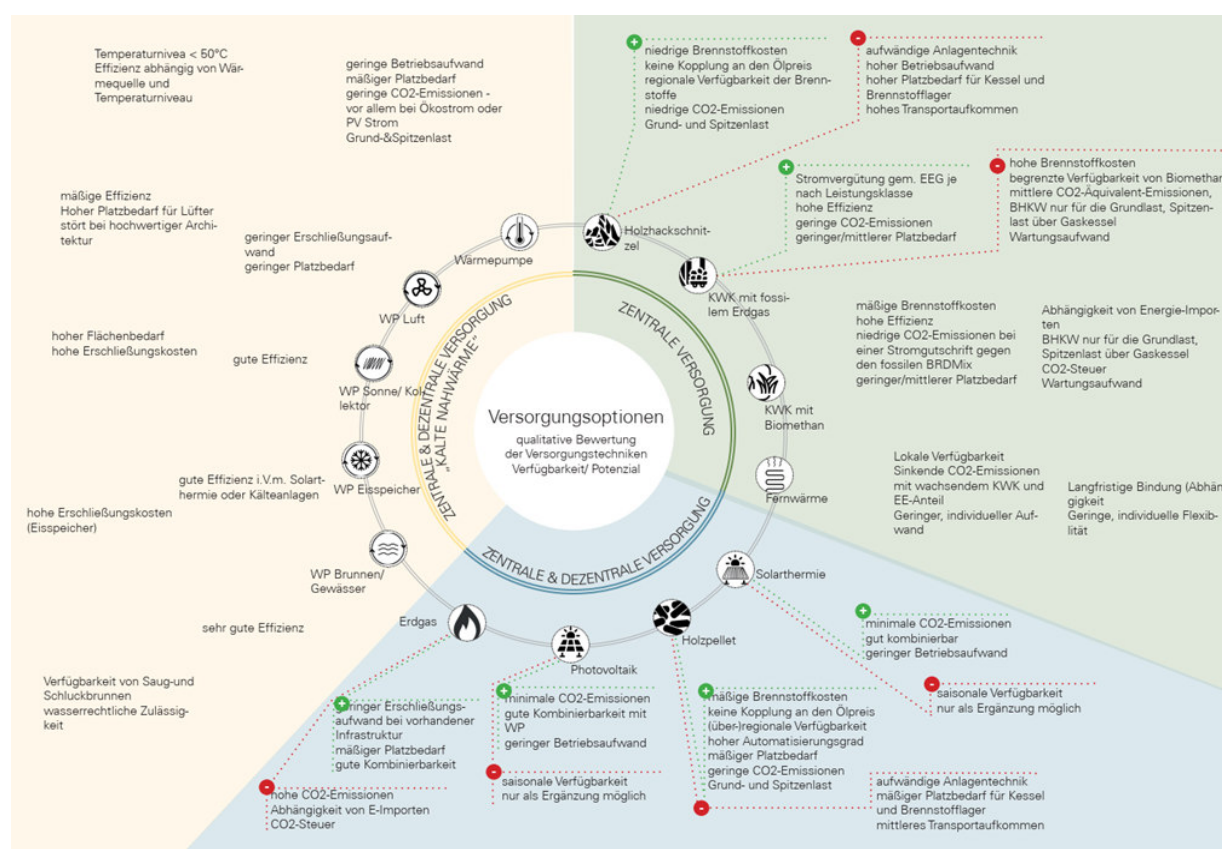 Temperaturnivea < 50°C
Effizienz abhängig von Wär-
mequelle und
Temperaturniveau
geringe Betriebsaufwand
mäßiger Platzbedarf
geringe CO2-Emissionen -
vor allem bei Ökostrom oder
PV Strom
Grund-&Spitzenlast
niedrige Brennstoffkosten
keine Kopplung an den Ölpreis
regionale Verfügbarkeit der Brenn-
stoffe
niedrige CO2-Emissionen
Grund- und Spitzenlast
aufwändige Anlagentechnik
hoher Betriebsaufwand
hoher Platzbedarf für Kessel und
Brennstofflager
hohes Transportaufkommen
Stromvergütung gem. EEG je
nach Leistungsklasse
hohe Effizienz
geringe CO2-Emissionen
geringer/mittlerer Platzbedarf
hohe Brennstoffkosten
begrenzte Verfügbarkeit von Biomethan
mittlere CO2-Äquivalent-Emissionen,
BHKW nur für die Grundlast, Spitzen-
last über Gaskessel
Wartungsaufwand
mäßige Effizienz
Hoher Platzbedarf für Lüfter
stört bei hochwertiger Archi-
tektur
geringer Erschließungsauf-
wand
geringer Platzbedarf
Wärmepumpe
Holzhackschnit-
zel
WP Luft
KWK mit fossi-
lem Erdgas
mäßige Brennstoffkosten
hohe Effizienz
niedrige CO2-Emissionen bei
einer Stromgutschrift gegen
den fossilen BRDMix
geringer/mittlerer Platzbedarf
Abhängigkeit von Energie-Impor-
ten
BHKW nur für die Grundlast,
Spitzenlast über Gaskessel
CO2-Steuer
Wartungsaufwand
hoher Flächenbedarf
hohe Erschließungskosten
gute Effizienz
WP Sonne/ Kol-
lektor
KWK mit
Biomethan
ZENTRALE & DEZENTRALE VERSORGUNG
„KALTE NAHWÄRME"
ZENTRALE VERSORGUNG
ZENTRALE & DEZENTRALE VERSORGUNG
Versorgungsoptionen
qualitative Bewertung
der Versorgungstechniken
Verfügbarkeit/ Potenzial
gute Effizienz i.V.m. Solart-
hermie oder Kälteanlagen
WP Eisspeicher
hohe Erschließungskosten
(Eisspeicher)
Fernwärme
Lokale Verfügbarkeit
Sinkende CO2-Emissionen
mit wachsendem KWK und
EE-Anteil
Geringer, individueller Auf-
wand
Langfristige Bindung (Abhän
gigkeit
Geringe, individuelle Flexibi-
lität
WP Brunnen/
Gewässer
sehr gute Effizienz
Verfügbarkeit von Saug-und
Schluckbrunnen
wasserrechtliche Zulässig-
keit
Erdgas
Photovoltaik
Holzpellet
Solarthermie
minimale CO2-Emissionen
gut kombinierbar
geringer Betriebsaufwand
saisonale Verfügbarkeit
nur als Ergänzung möglich
geringer Erschließungs-
aufwand bei vorhandener
Infrastruktur
mäßiger Platzbedarf
gute Kombinierbarkeit
hohe CO2-Emissionen
Abhängigkeit von E-Importen
CO2-Steuer
minimale CO2-Emissionen
gute Kombinierbarkeit mit
WP
geringer Betriebsaufwand
saisonale Verfügbarkeit
nur als Ergänzung möglich
mäßige Brennstoffkosten
keine Kopplung an den Ölpreis
(über-)regionale Verfügbarkeit
hoher Automatisierungsgrad
mäßiger Platzbedarf
geringe CO2-Emissionen
Grund- und Spitzenlast
aufwändige Anlagentechnik
mäßiger Platzbedarf für Kessel
und Brennstofflager
mittleres Transportaufkommen